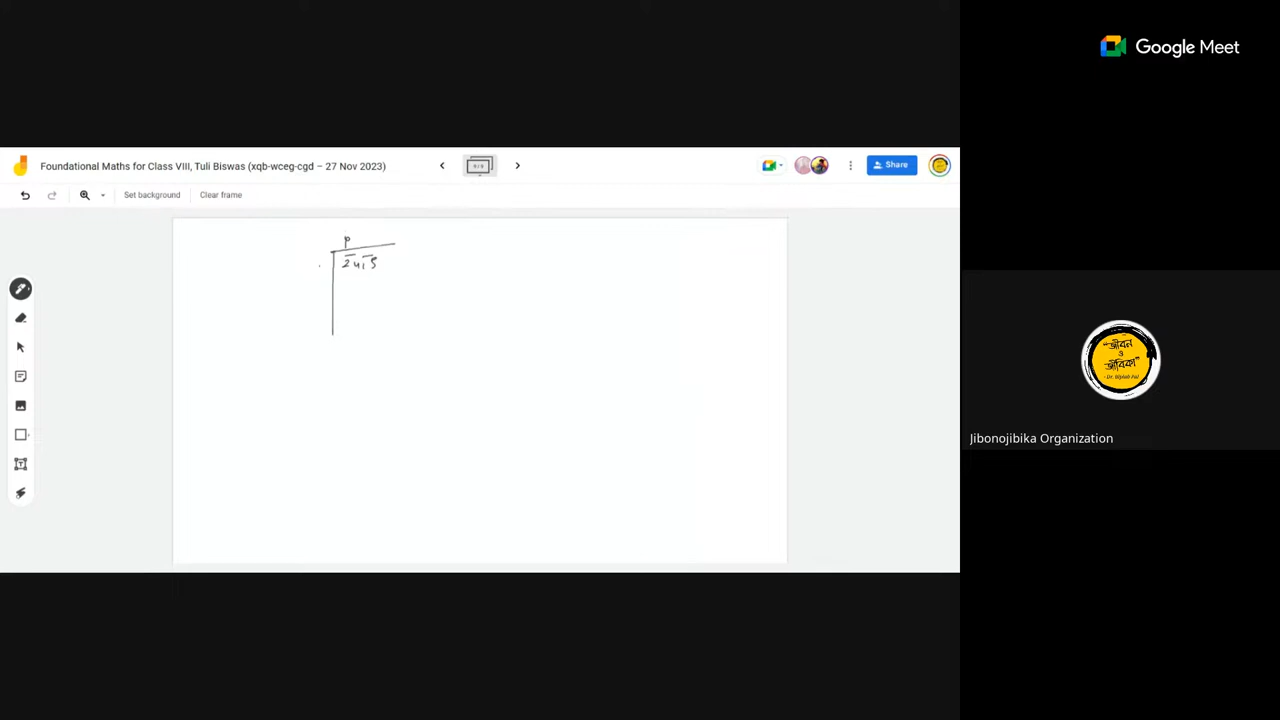 Google Meet
Foundational Maths for Class VIII, Tuli Biswas (xqb-wceg-cgd – 27 Nov 2023)
Share
Set background
Clear frame
P
"জীবন
ও
জীবিকা"
Jibonojibika Organization